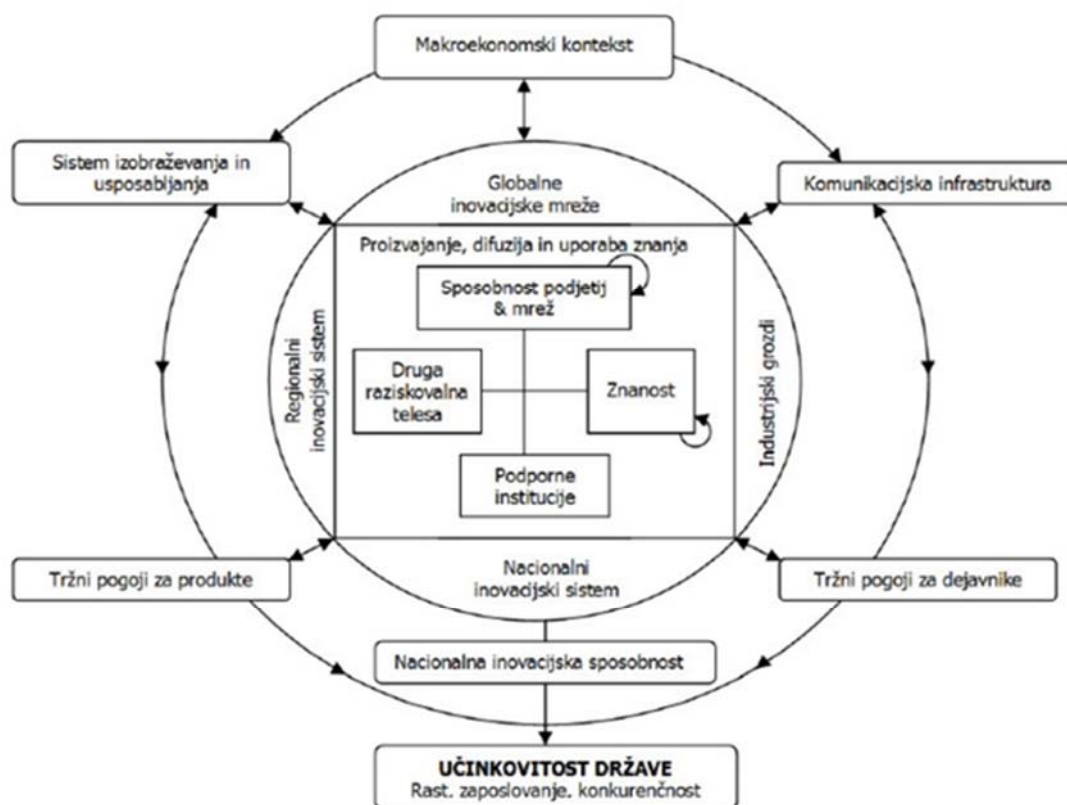 Makroekonomski kontekst
Sistem izobraževanja in
usposabljanja
Komunikacijska infrastruktura
Globalne
inovacijske mreže
Proizvajanje, difuzija in uporaba znanja
Sposobnost podjetij
& mrež
Regionalni
inovacijski sistem
Druga
raziskovalna
telesa
Znanost
Industrijski grozdi
Podporne
institucije
Tržni pogoji za produkte
Nacionalni
inovacijski sistem
Tržni pogoji za dejavnike
Nacionalna inovacijska sposobnost
UČINKOVITOST DRŽAVE
Rast, zaposlovanje, konkurenčnost